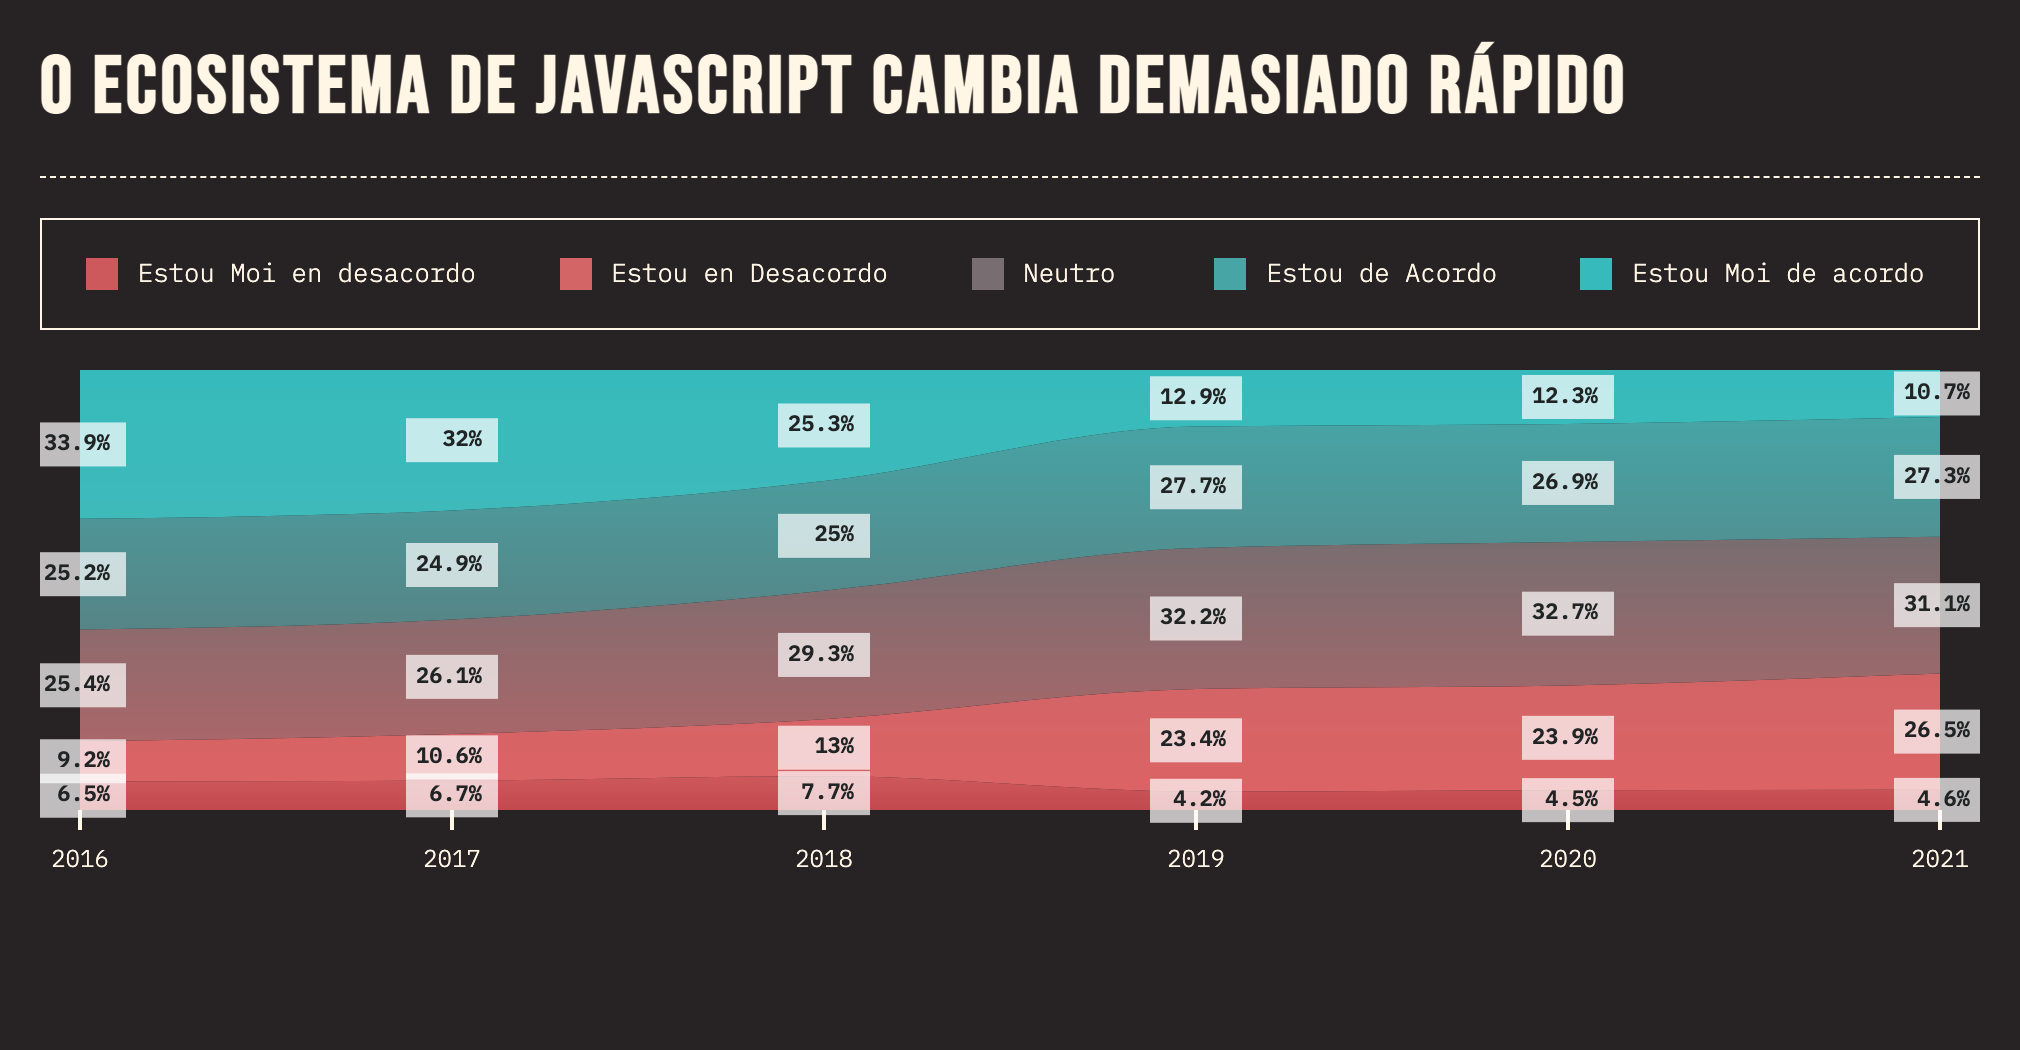 O ECOSISTEMA DE JAVASCRIPT CAMBIA DEMASIADO RÁPIDO
Estou Moi en desacordo Estou en Desacordo Neutro Estou de Acordo Estou Moi de acordo
33.9% 32% 25.3% 12.9% 12.3% 10.7%
25.2% 24.9% 25% 27.7% 26.9% 27.3%
25.4% 26.1% 29.3% 32.2% 32.7% 31.1%
9.2% 10.6% 13% 23.4% 23.9% 26.5%
6.5% 6.7% 7.7% 4.2% 4.5% 4.6%
2016 2017 2018 2019 2020 2021